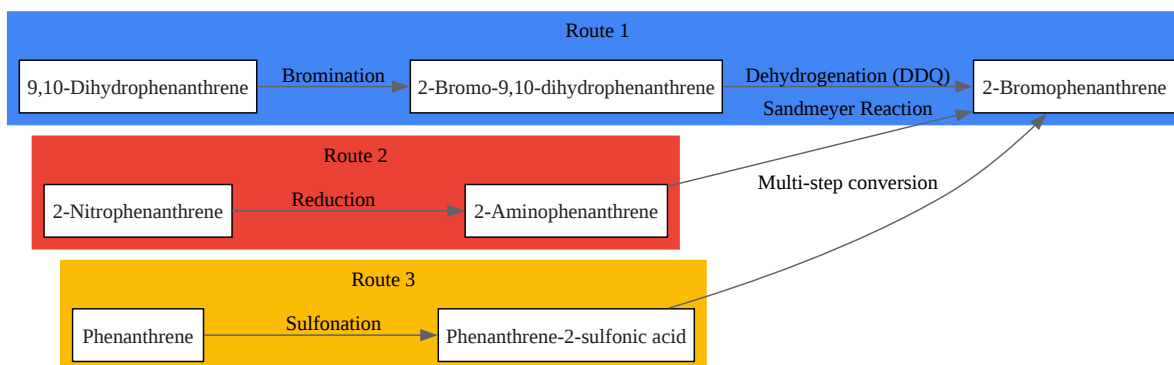 Route 1
9,10-Dihydrophenanthrene
Bromination
2-Bromo-9,10-dihydrophenanthrene
Dehydrogenation (DDQ)
2-Bromophenanthrene
Sandmeyer Reaction
Route 2
2-Nitrophenanthrene
Reduction
2-Aminophenanthrene
Multi-step conversion
Route 3
Phenanthrene
Sulfonation
Phenanthrene-2-sulfonic acid